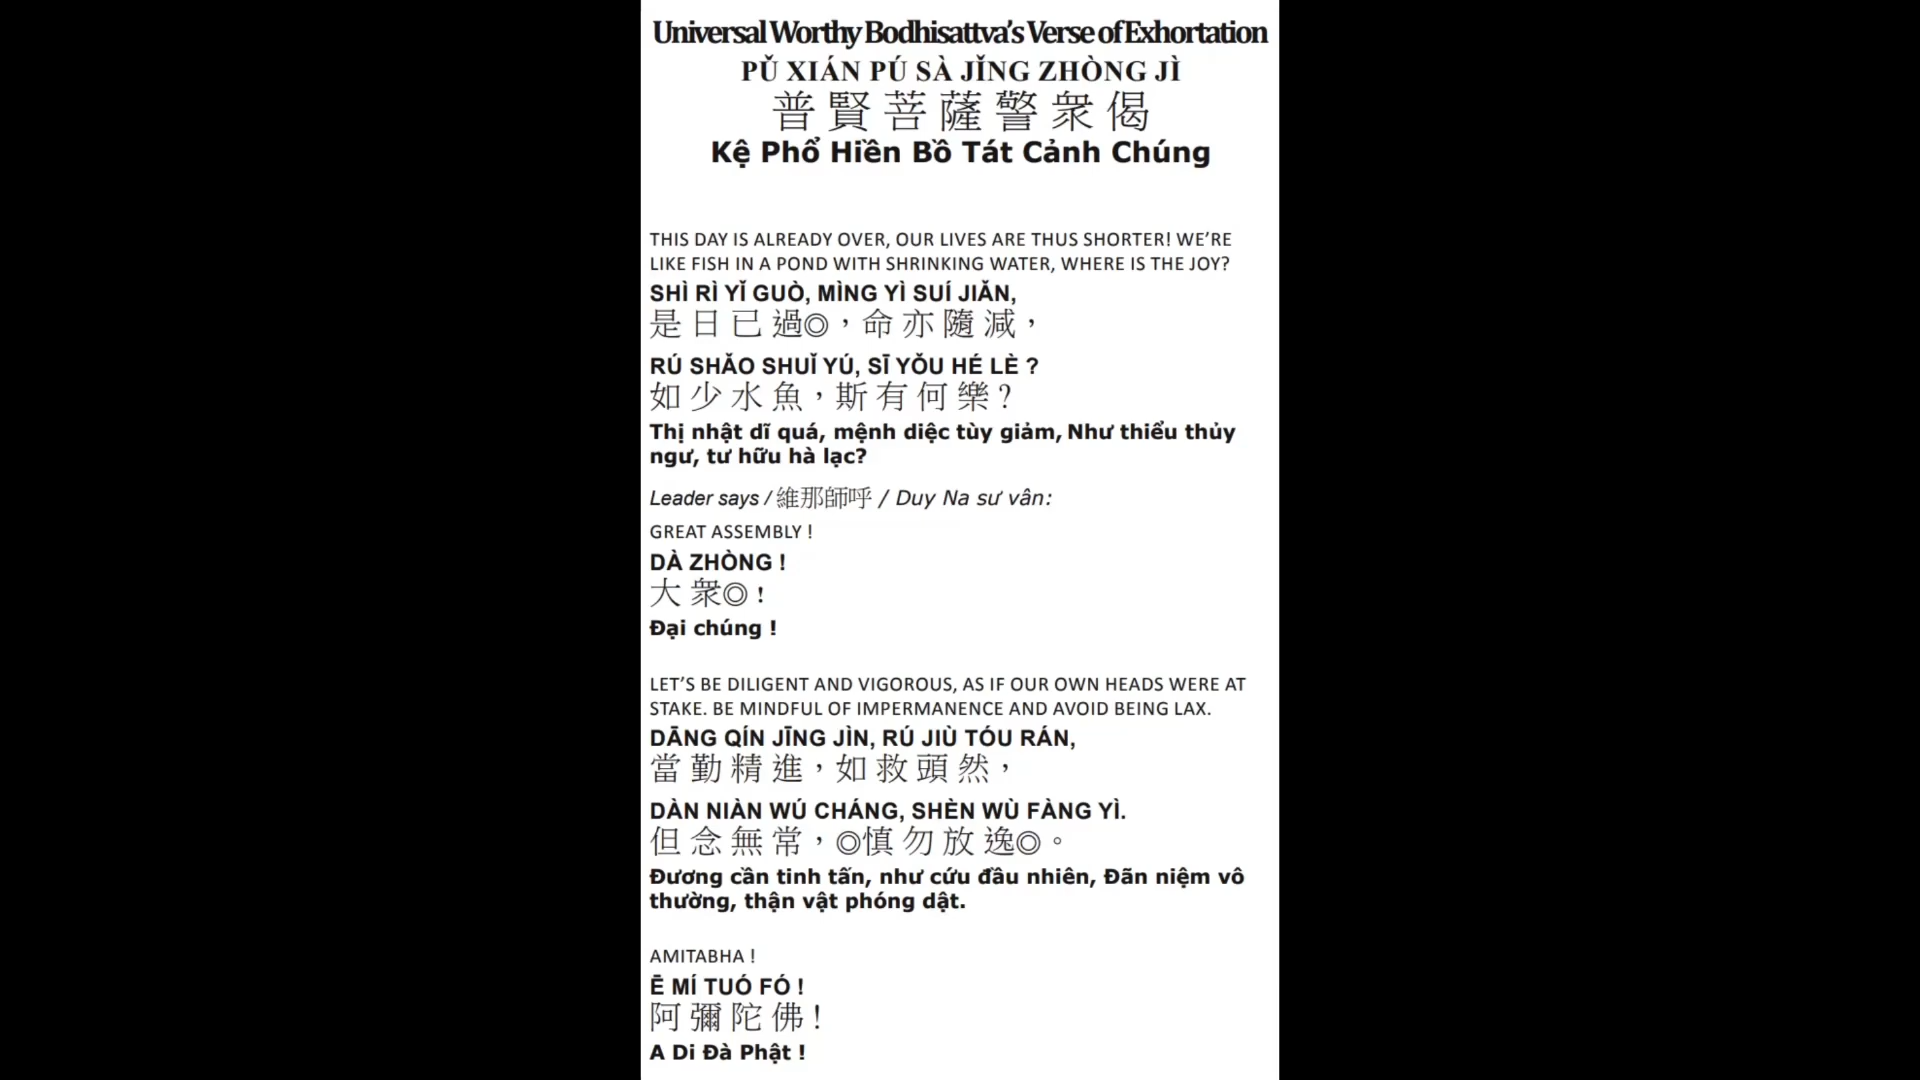 Universal Worthy Bodhisattva's Verse of Exhortation
PǓ XIÁN PÚ SÀ JǏNG ZHÒNG JÌ
普賢菩薩警衆偈
Kệ Phổ Hiền Bồ Tát Cảnh Chúng
THIS DAY IS ALREADY OVER, OUR LIVES ARE THUS SHORTER! WE'RE
LIKE FISH IN A POND WITH SHRINKING WATER, WHERE IS THE JOY?
SHÌ RÌ YǏ GUÒ, MÌNG YÌ SUÍ JIǍN,
是日已過◎，命亦隨減，
RÚ SHǍO SHUǏ YÚ, SĪ YǑU HÉ LÈ ?
如少水魚，斯有何樂？
Thị nhật dĩ quá, mệnh diệc tùy giảm, Như thiểu thủy
ngư, tư hữu hà lạc?
Leader says / 維那師呼 / Duy Na sư vân:
GREAT ASSEMBLY !
DÀ ZHÒNG !
大衆◎！
Đại chúng !
LET'S BE DILIGENT AND VIGOROUS, AS IF OUR OWN HEADS WERE AT
STAKE. BE MINDFUL OF IMPERMANENCE AND AVOID BEING LAX.
DĀNG QÍN JĪNG JÌN, RÚ JIÙ TÓU RÁN,
當勤精進，如救頭然，
DÀN NIÀN WÚ CHÁNG, SHÈN WÙ FÀNG YÌ.
但念無常，◎慎勿放逸◎。
Đương cần tinh tấn, như cứu đầu nhiên, Đãn niệm vô
thường, thận vật phóng dật.
AMITABHA !
Ē MÍ TUÓ FÓ !
阿彌陀佛！
A Di Đà Phật !